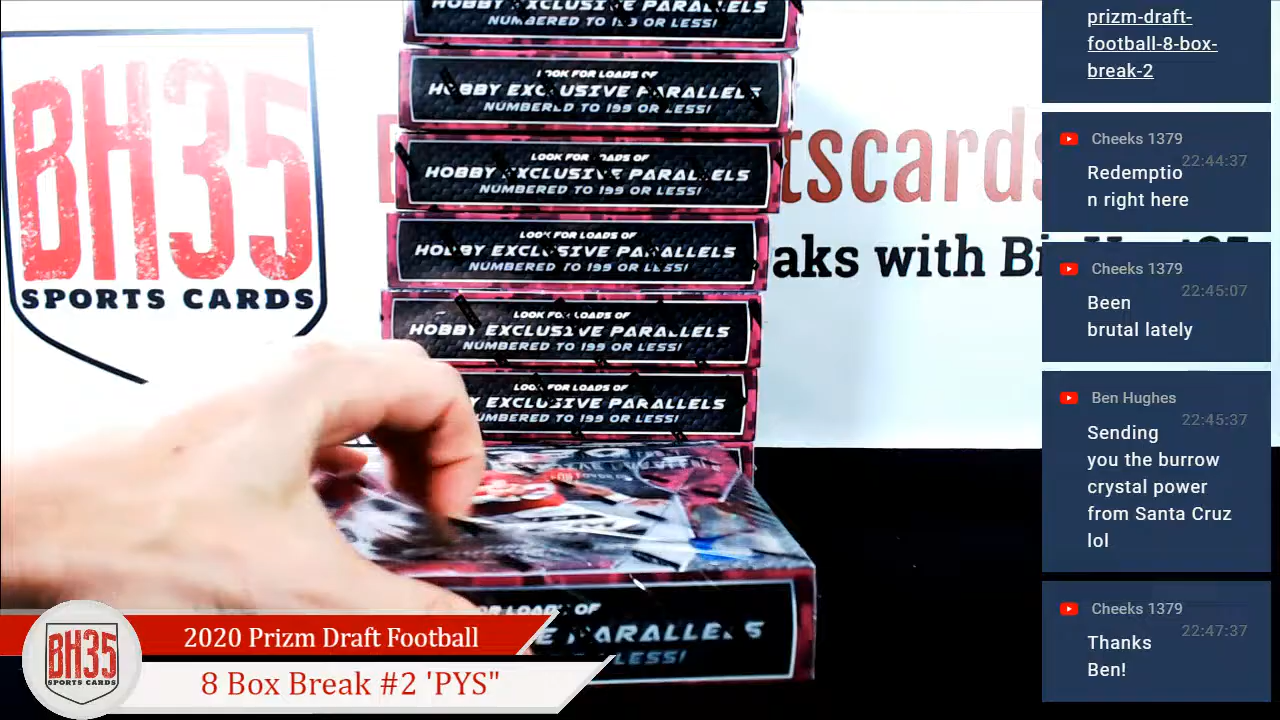 HOBBY EXCLUSIVE PARALLELS
NUMBERED TO 199 OR LESS!
LOOK FOR LOADS OF
HOBBY EXCLUSIVE PARALLELS
NUMBERED TO 199 OR LESS!
LOOK FOR LOADS OF
HOBBY EXCLUSIVE PARALLELS
NUMBERED TO 199 OR LESS!
LOOK FOR LOADS OF
HOBBY EXCLUSIVE PARALLELS
NUMBERED TO 199 OR LESS!
LOOK FOR LOADS OF
HOBBY EXCLUSIVE PARALLELS
NUMBERED TO 199 OR LESS!
LOOK FOR LOADS OF
EXCLUSIVE PARALLELS
NUMBERED TO 199 OR LESS!
LOADS OF
PARALLELS
LESS!
BH35
SPORTS CARDS
tscards
aks with
BH35
SPORTS CARDS
2020 Prizm Draft Football
8 Box Break #2 'PYS"
prizm-draft-
football-8-box-
break-2
Cheeks 1379
22:44:37
Redemptio
n right here
Cheeks 1379
22:45:07
Been
brutal lately
Ben Hughes
22:45:37
Sending
you the burrow
crystal power
from Santa Cruz
lol
Cheeks 1379
22:47:37
Thanks
Ben!